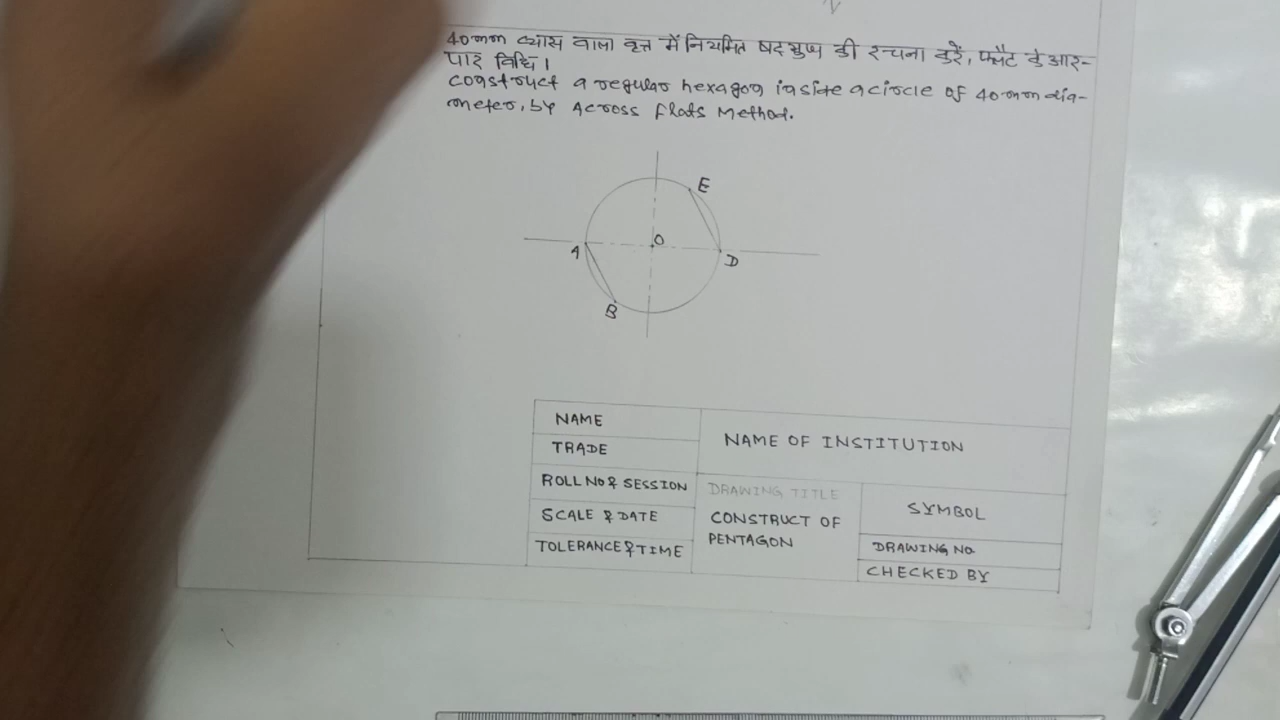 40mm व्यास वाला वृत्त में नियमित षटभुज की रचना करें, फ्लैट के आर-
पार विधि।
construct a regular hexagon inside a circle of 40mm dia-
meter, by Across flats Method.
E
O
A
D
B
NAME
NAME OF INSTITUTION
TRADE
ROLL NO & SESSION
DRAWING TITLE
SYMBOL
SCALE & DATE
CONSTRUCT OF
PENTAGON
TOLERANCE & TIME
DRAWING NO
CHECKED BY